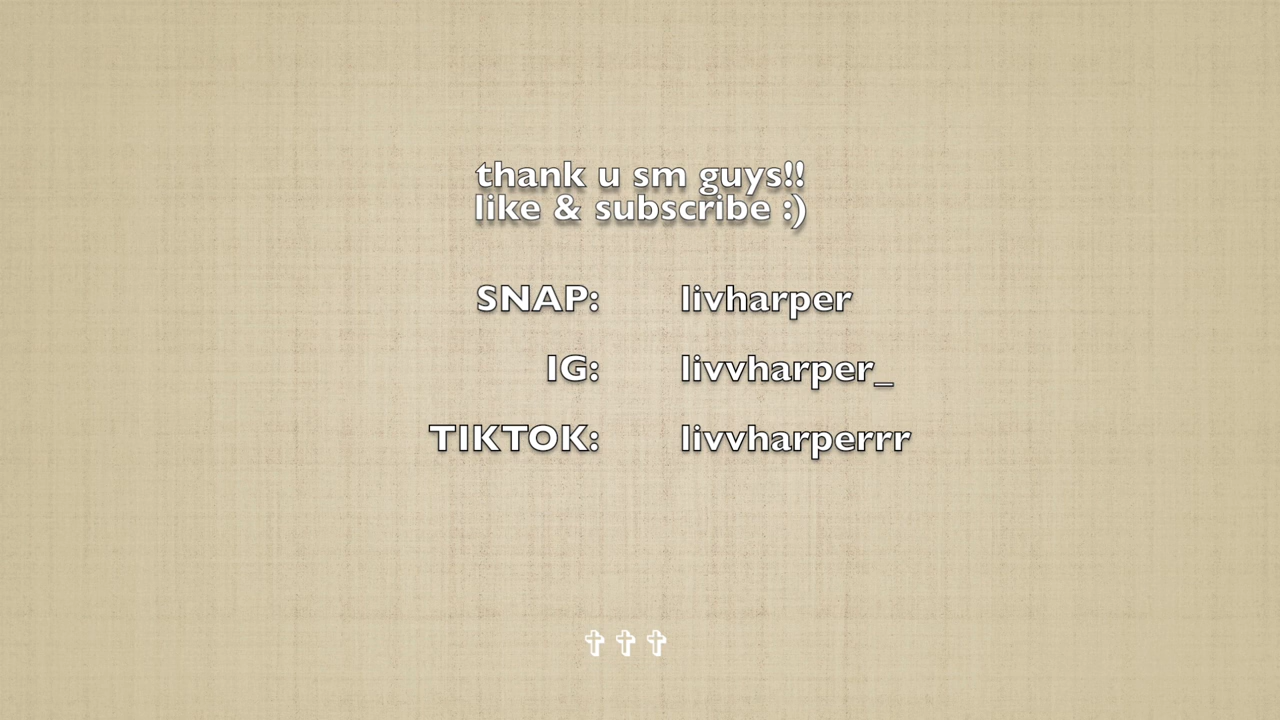 thank u sm guys!!
like & subscribe :)
SNAP: livharper
IG: livvharper_
TIKTOK: livvharperrr
✞ ✞ ✞